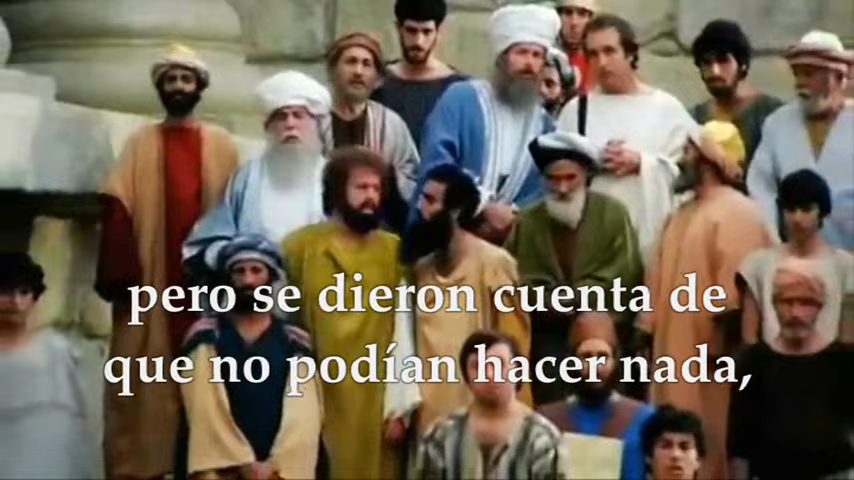 pero se dieron cuenta de
que no podían hacer nada,